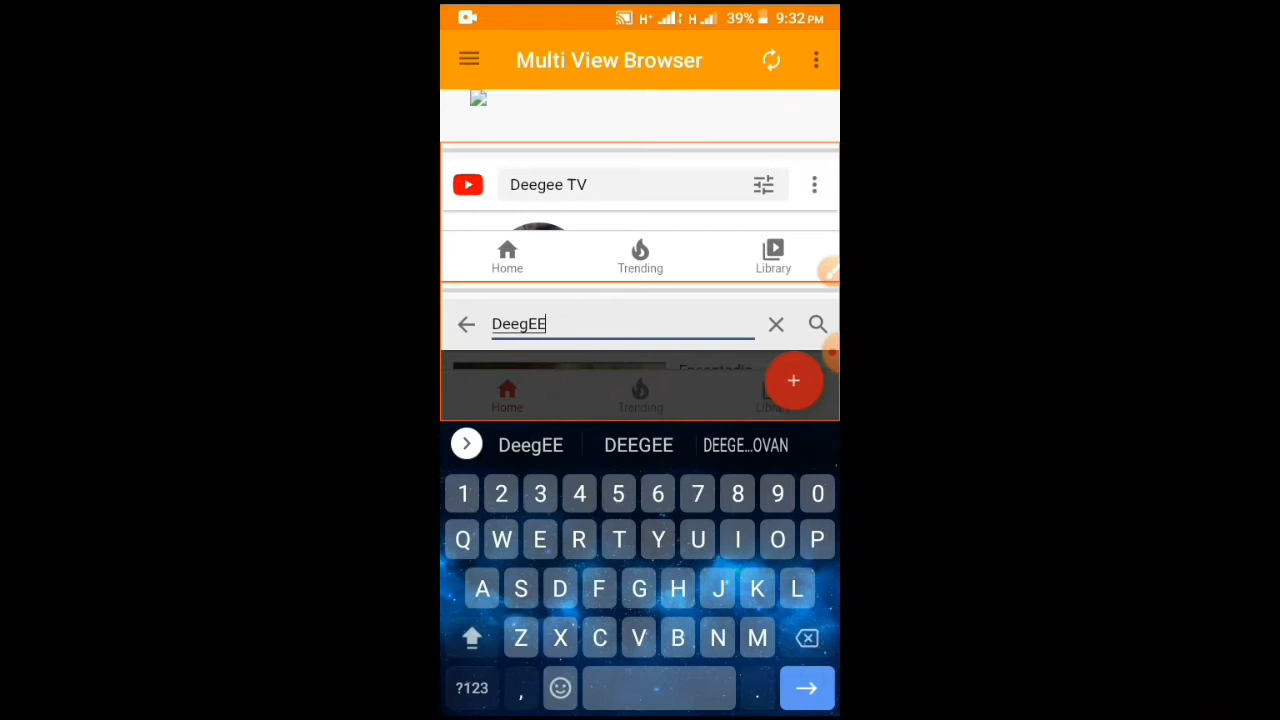 H+ H 39% 9:32 PM
Multi View Browser
Deegee TV
Home Trending Library
DeegEE
Home Trending
DeegEE DEEGEE DEEGE...OVAN
1 2 3 4 5 6 7 8 9 0
Q W E R T Y U I O P
A S D F G H J K L
Z X C V B N M
?123 , .